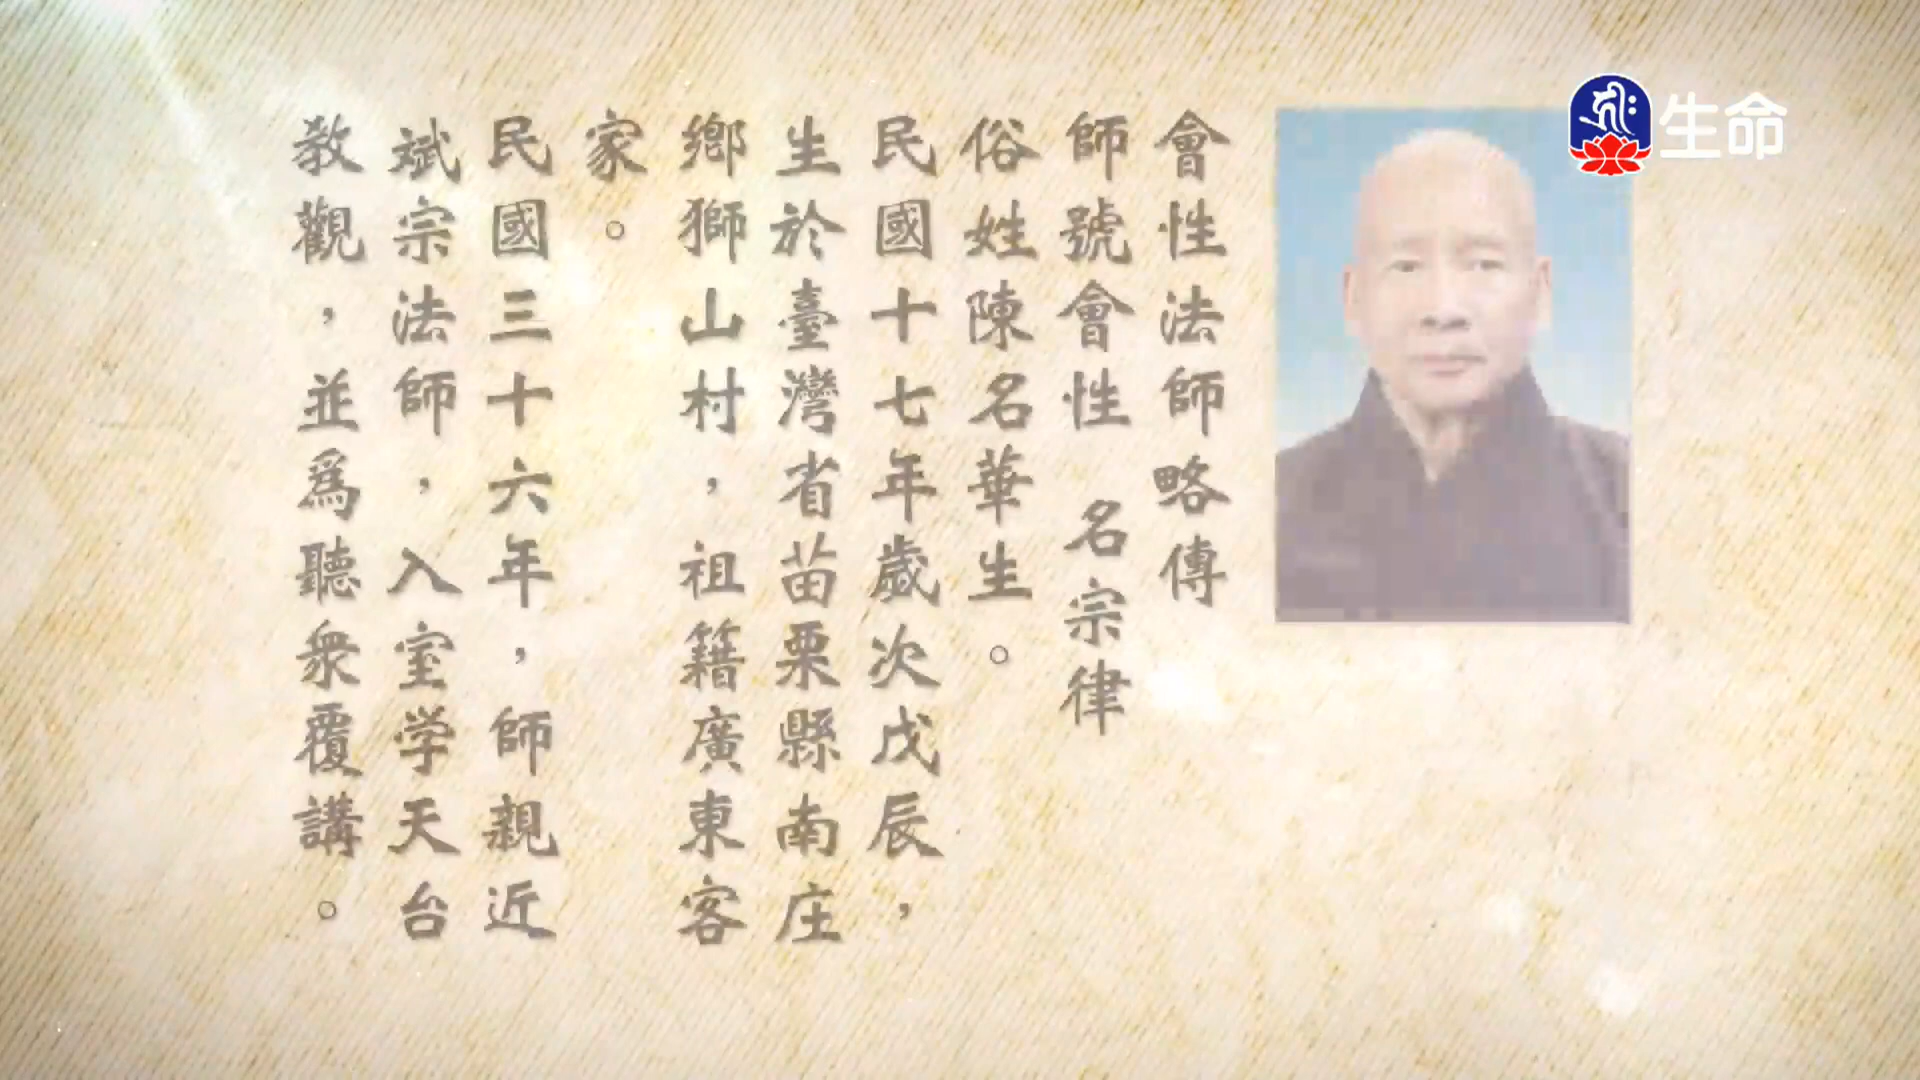 生命
會性法師略傳
師號會性 名宗律
俗姓陳名華生。
民國十七年歲次戊辰，
生於臺灣省苗栗縣南庄
鄉獅山村，祖籍廣東客
家。
民國三十六年，師親近
斌宗法師，入室学天台
教觀，並爲聽衆覆講。